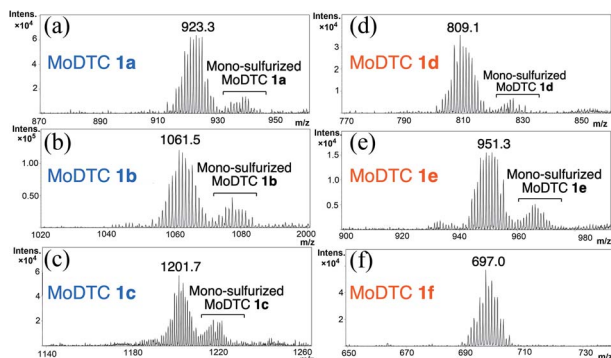 Intens.
×10⁴
(a)
923.3
6
4
2
MoDTC 1a
Mono-sulfurized
MoDTC 1a
870 890 910 930 950 m/z
Intens.
×10⁵
(b)
1061.5
1.00
0.50
MoDTC 1b
Mono-sulfurized
MoDTC 1b
1020 1040 1060 1080 2000 m/z
Intens.
×10⁴
(c)
1201.7
6
4
2
MoDTC 1c
Mono-sulfurized
MoDTC 1c
1140 1180 1220 1260 m/z
Intens.
×10⁴
(d)
809.1
3
2
1
MoDTC 1d
Mono-sulfurized
MoDTC 1d
770 790 810 830 850 m/z
Intens.
×10⁴
(e)
951.3
1.5
1.0
0.5
MoDTC 1e
Mono-sulfurized
MoDTC 1e
900 920 940 960 980 m/z
Intens.
×10⁴
(f)
697.0
6
4
2
MoDTC 1f
650 670 690 710 730 m/z